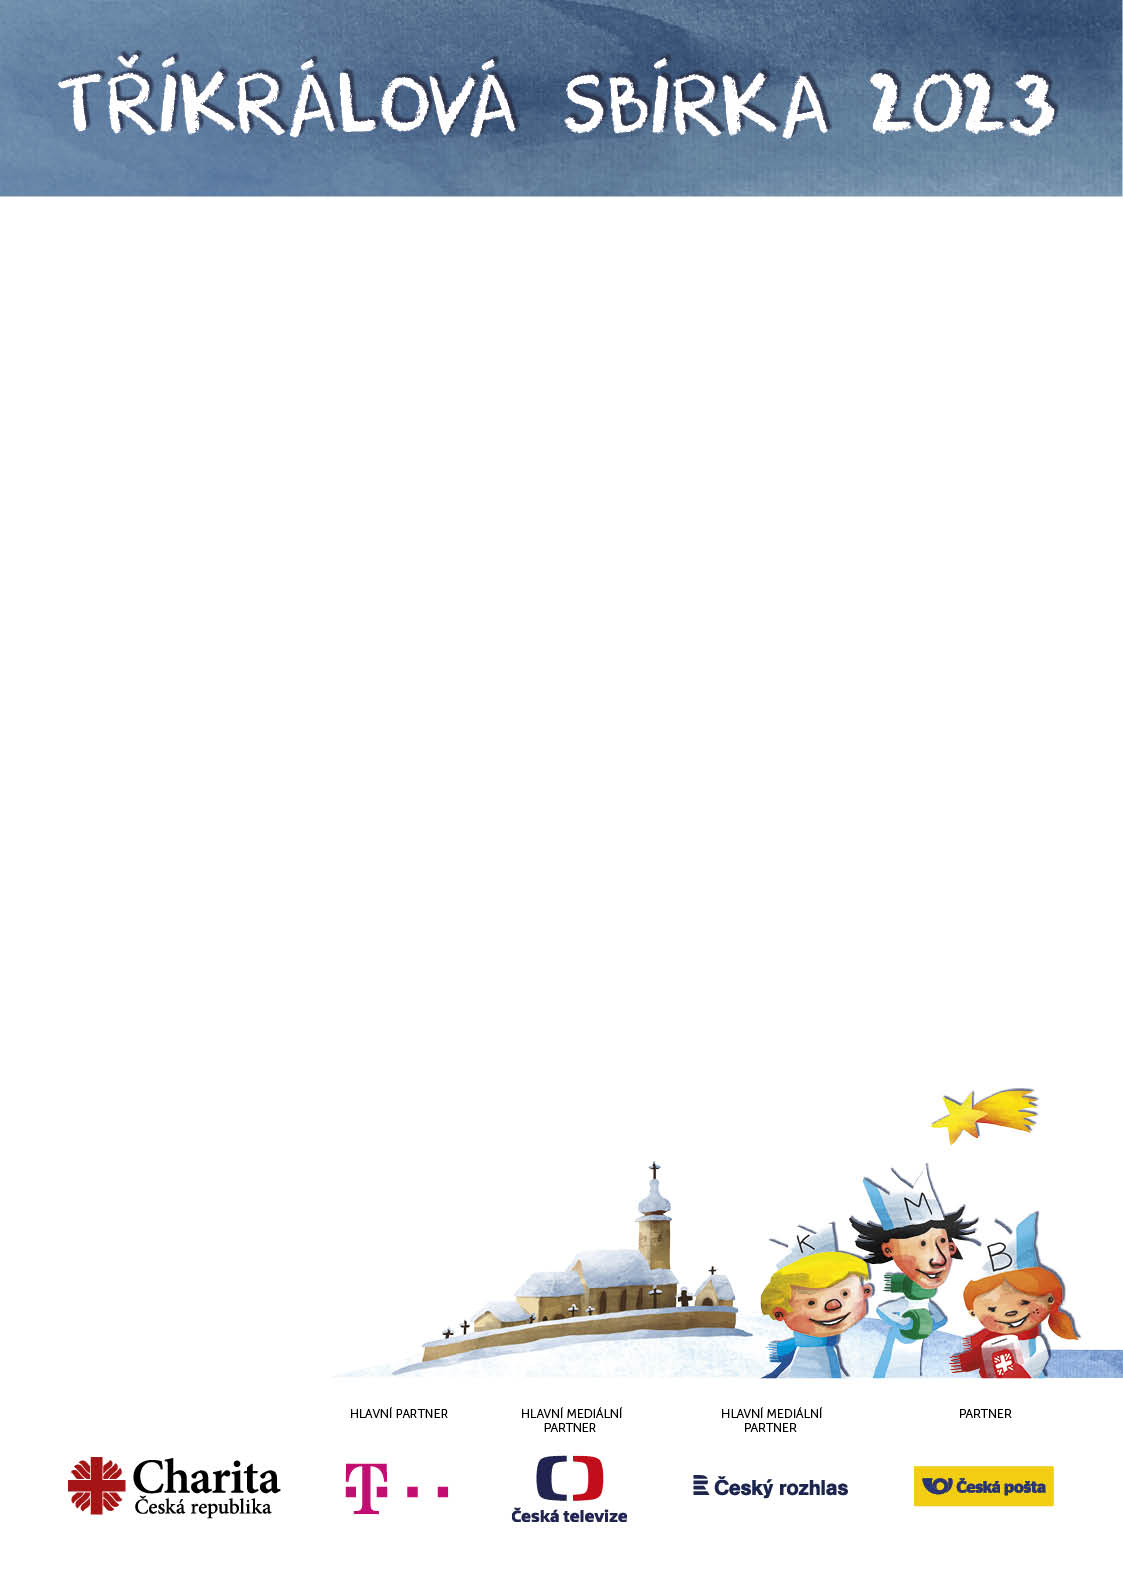 TŘÍKRÁLOVÁ SBÍRKA 2023
K
M
B
HLAVNÍ PARTNER
HLAVNÍ MEDIÁLNÍ
PARTNER
HLAVNÍ MEDIÁLNÍ
PARTNER
PARTNER
Charita
Česká republika
T
Česká televize
Český rozhlas
Česká pošta